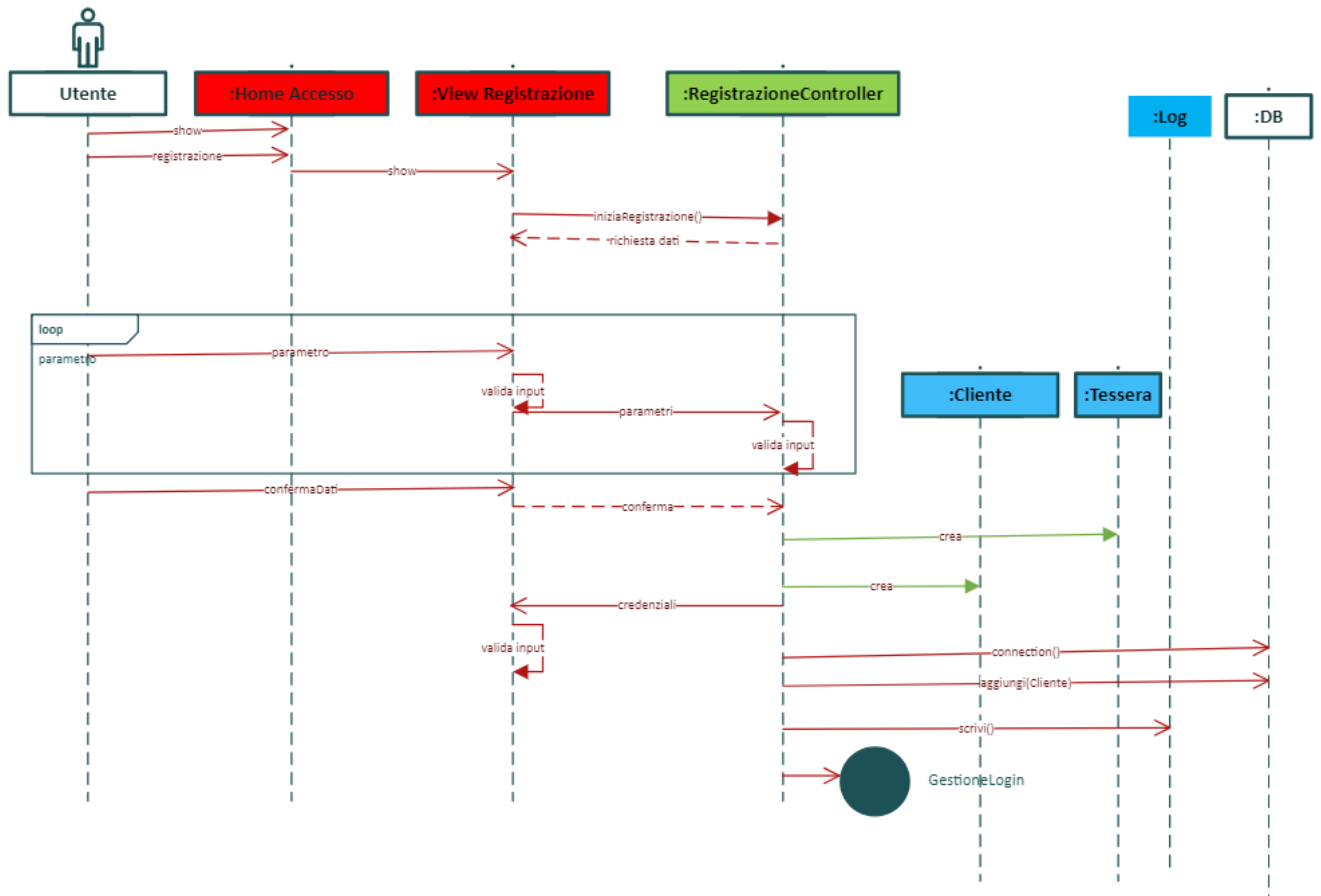 Utente
:Home Accesso
:View Registrazione
:RegistrazioneController
:Log
:DB
show
registrazione
show
iniziaRegistrazione()
richiesta dati
loop
parametro
parametro
:Cliente
:Tessera
valida input
parametri
valida input
confermaDati
conferma
crea
crea
credenziali
valida input
connection()
aggiungi(Cliente)
scrivi()
GestioneLogin